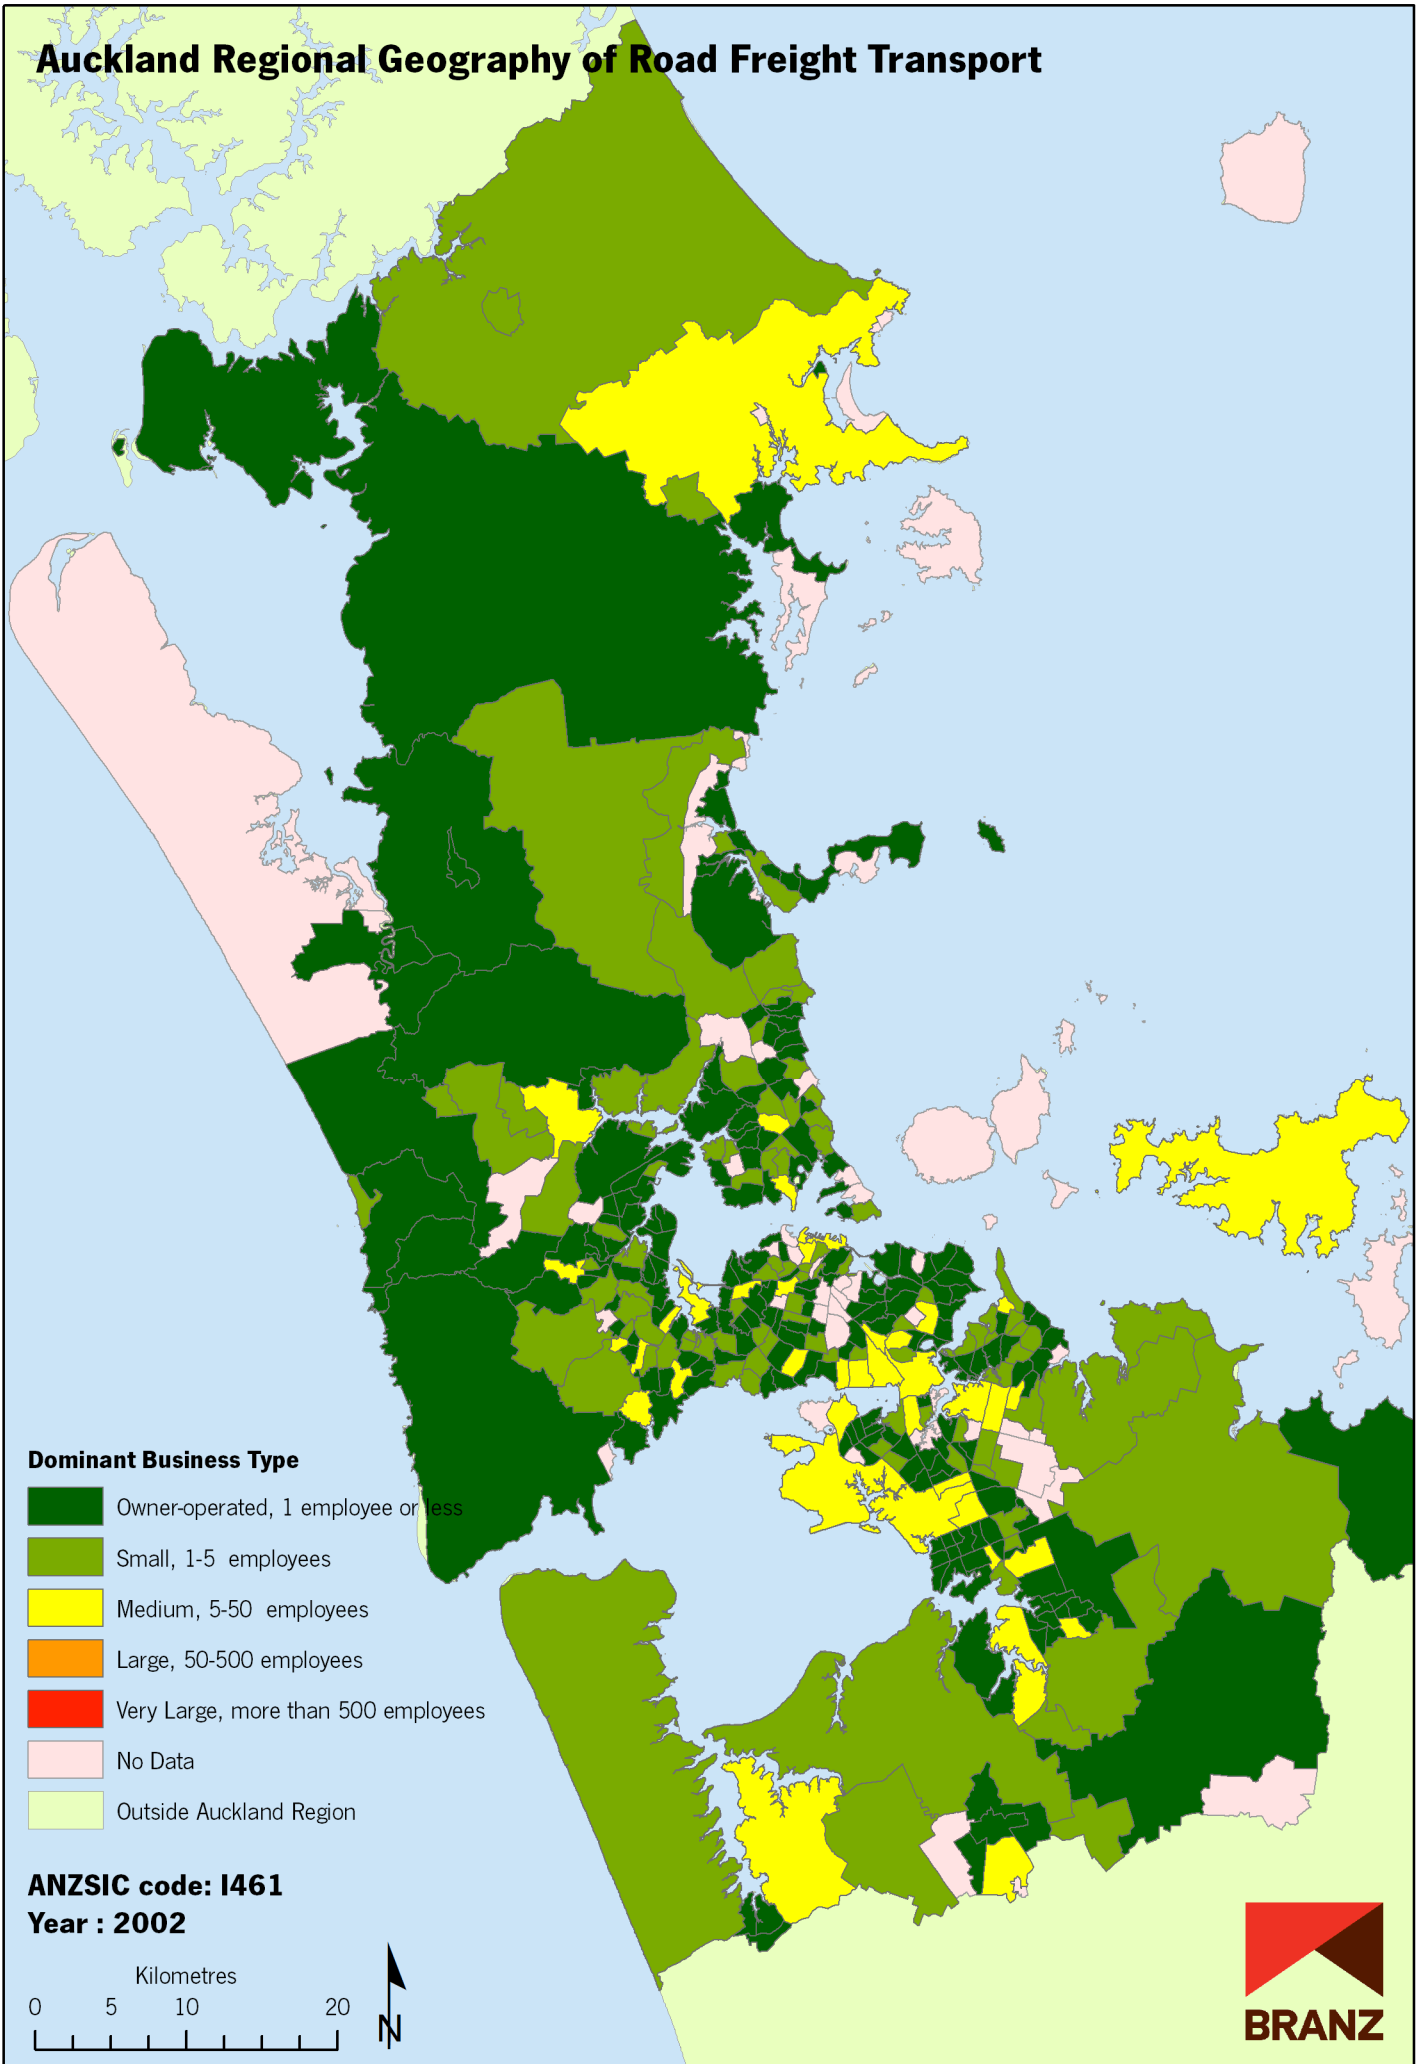 Auckland Regional Geography of Road Freight Transport
Dominant Business Type
Owner-operated, 1 employee or less
Small, 1-5 employees
Medium, 5-50 employees
Large, 50-500 employees
Very Large, more than 500 employees
No Data
Outside Auckland Region
ANZSIC code: I461
Year : 2002
Kilometres
0 5 10 20
N
BRANZ